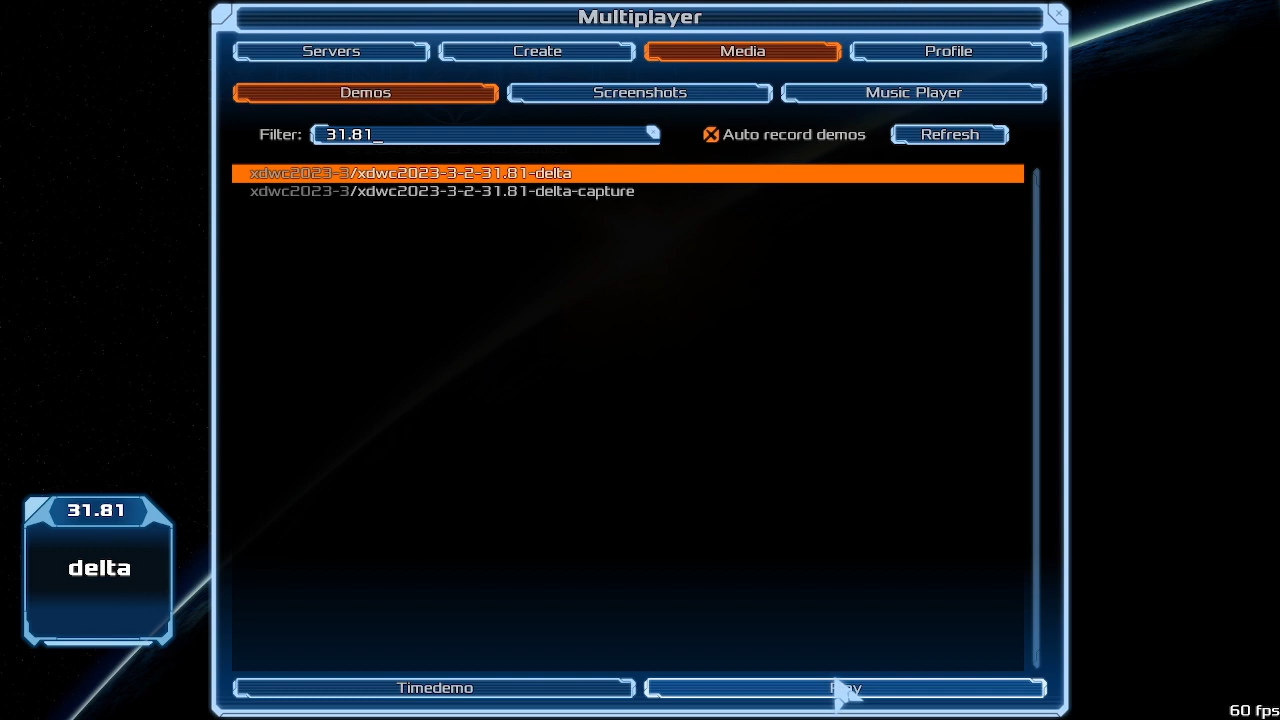 Multiplayer
Servers Create Media Profile
Demos Screenshots Music Player
Filter: 31.81_ Auto record demos Refresh
xdwc2023-3/xdwc2023-3-2-31.81-delta
xdwc2023-3/xdwc2023-3-2-31.81-delta-capture
31.81
delta
Timedemo Play
60 fps